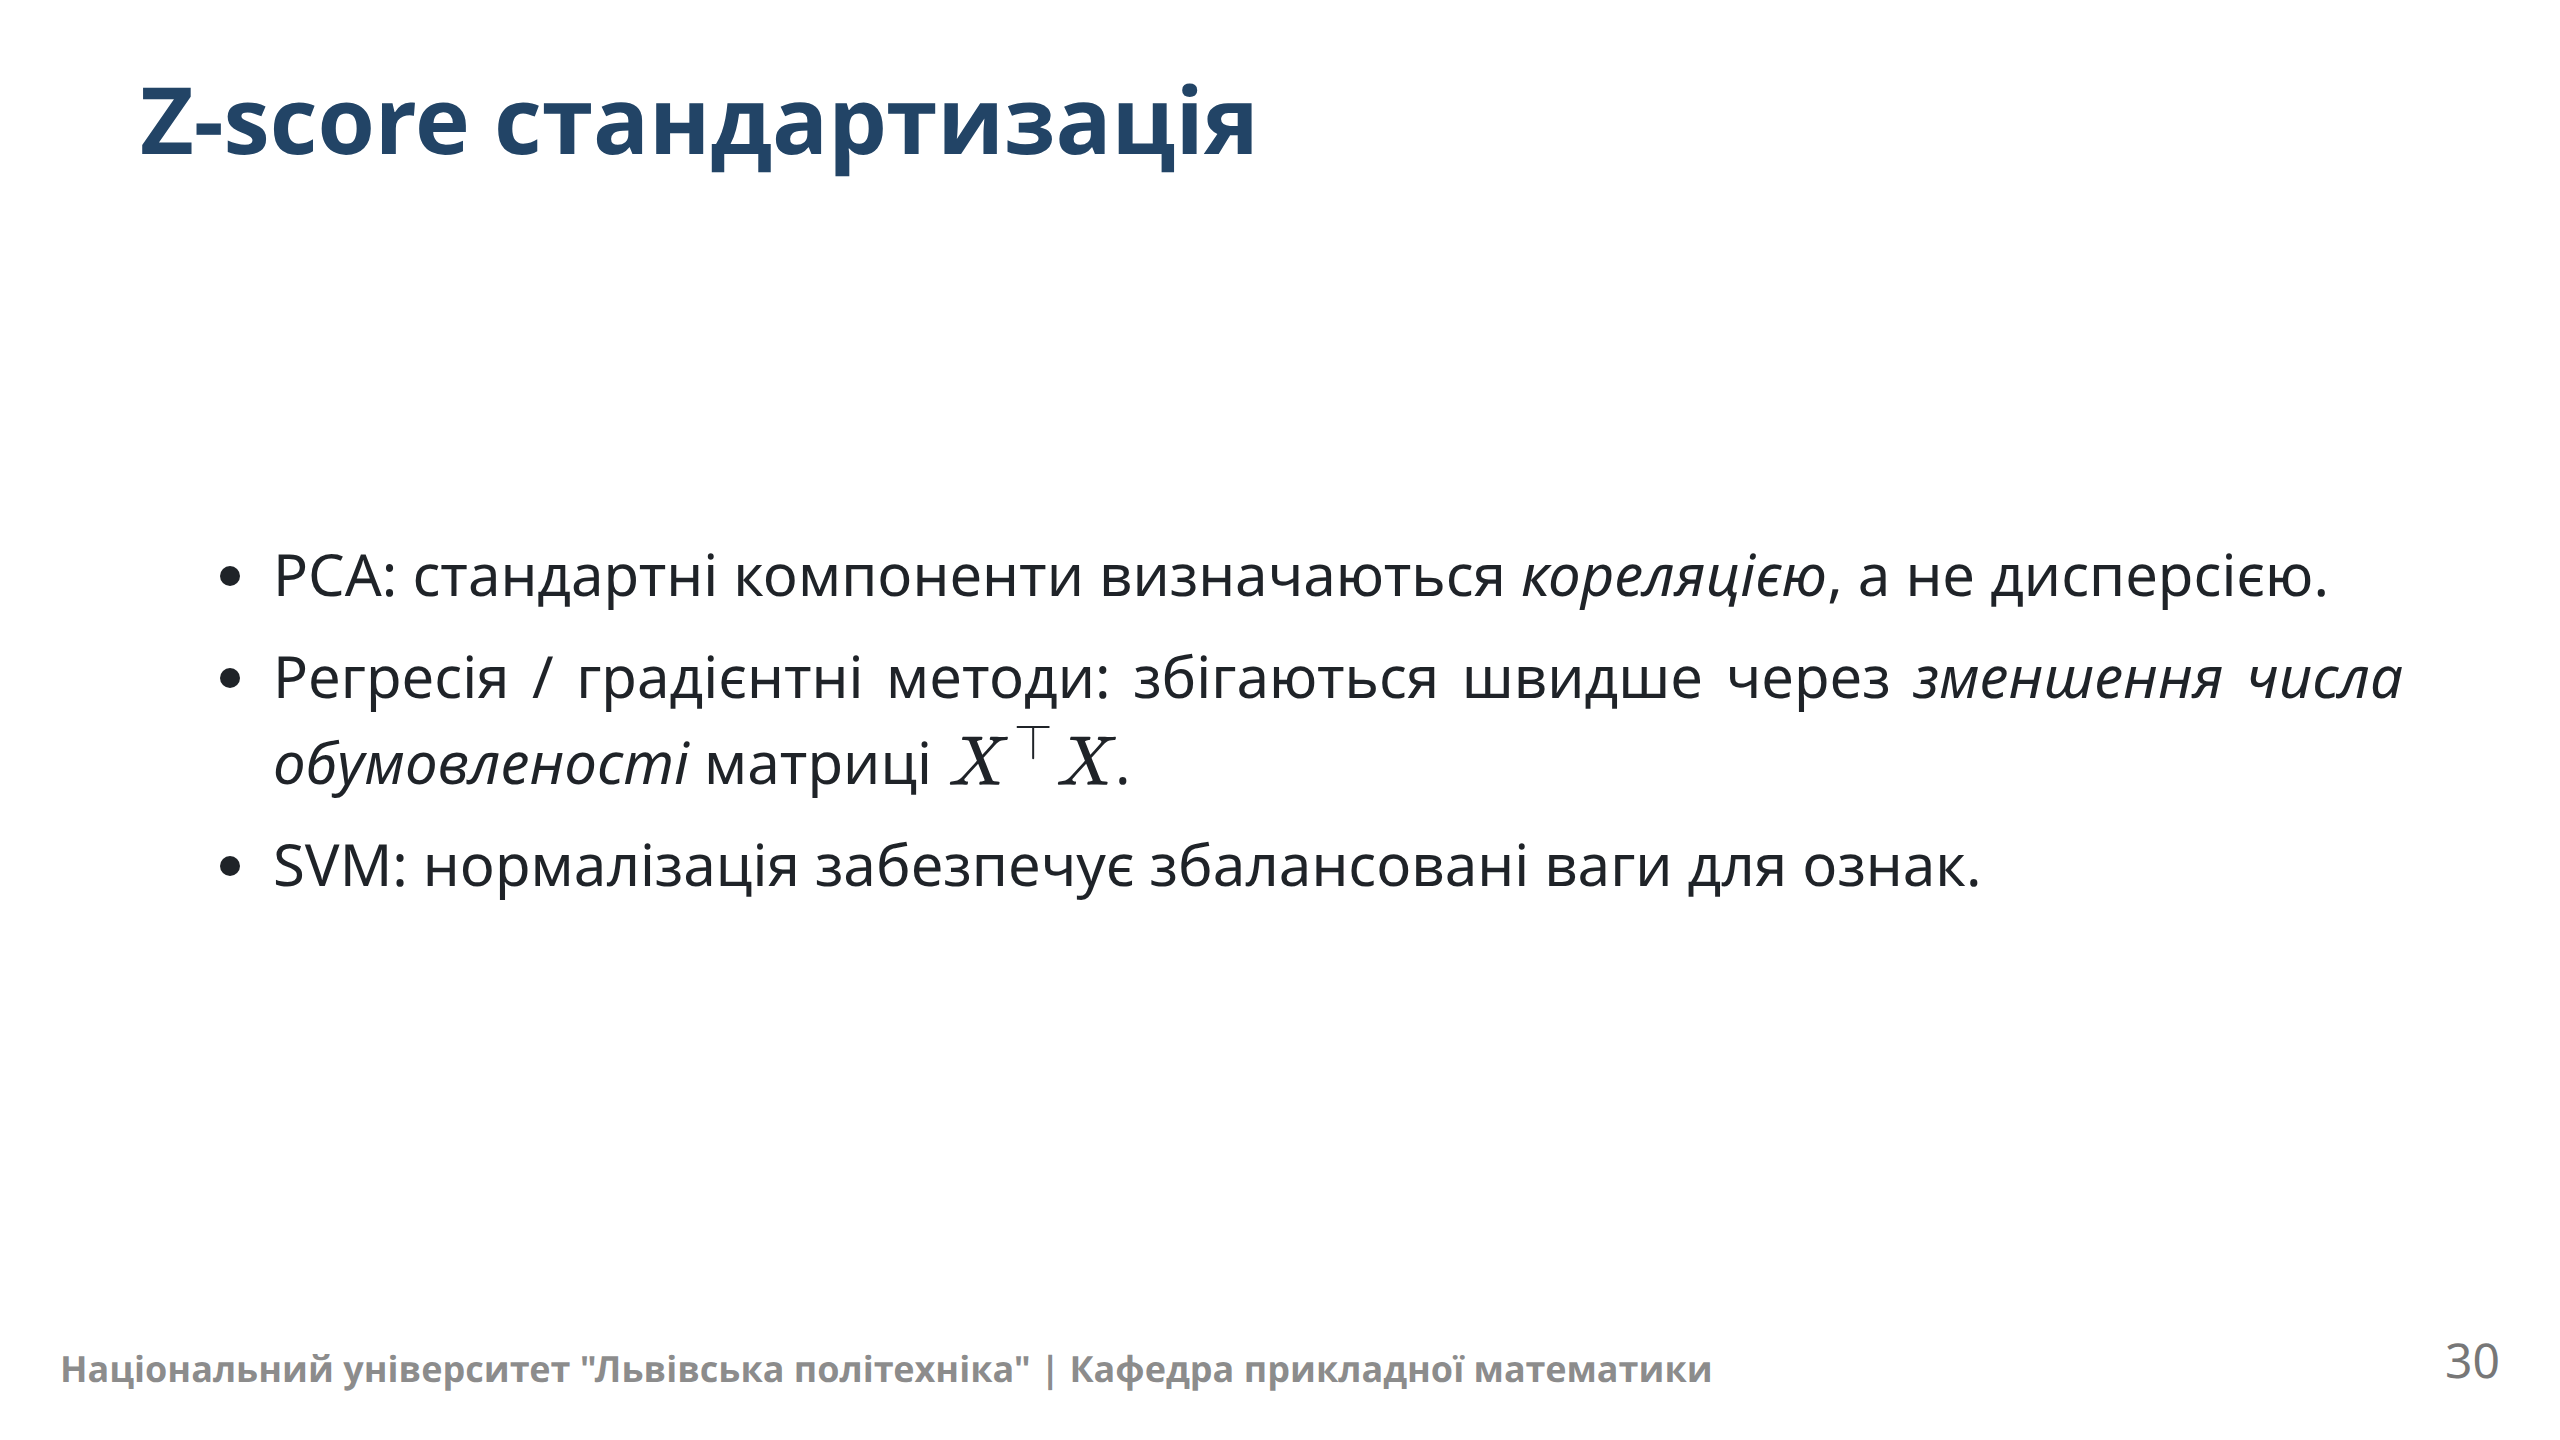 Z-score стандартизація
• PCA: стандартні компоненти визначаються кореляцією, а не дисперсією.
• Регресія / градієнтні методи: збігаються швидше через зменшення числа
обумовленості матриці X⊤X.
• SVM: нормалізація забезпечує збалансовані ваги для ознак.
Національний університет "Львівська політехніка" | Кафедра прикладної математики
30